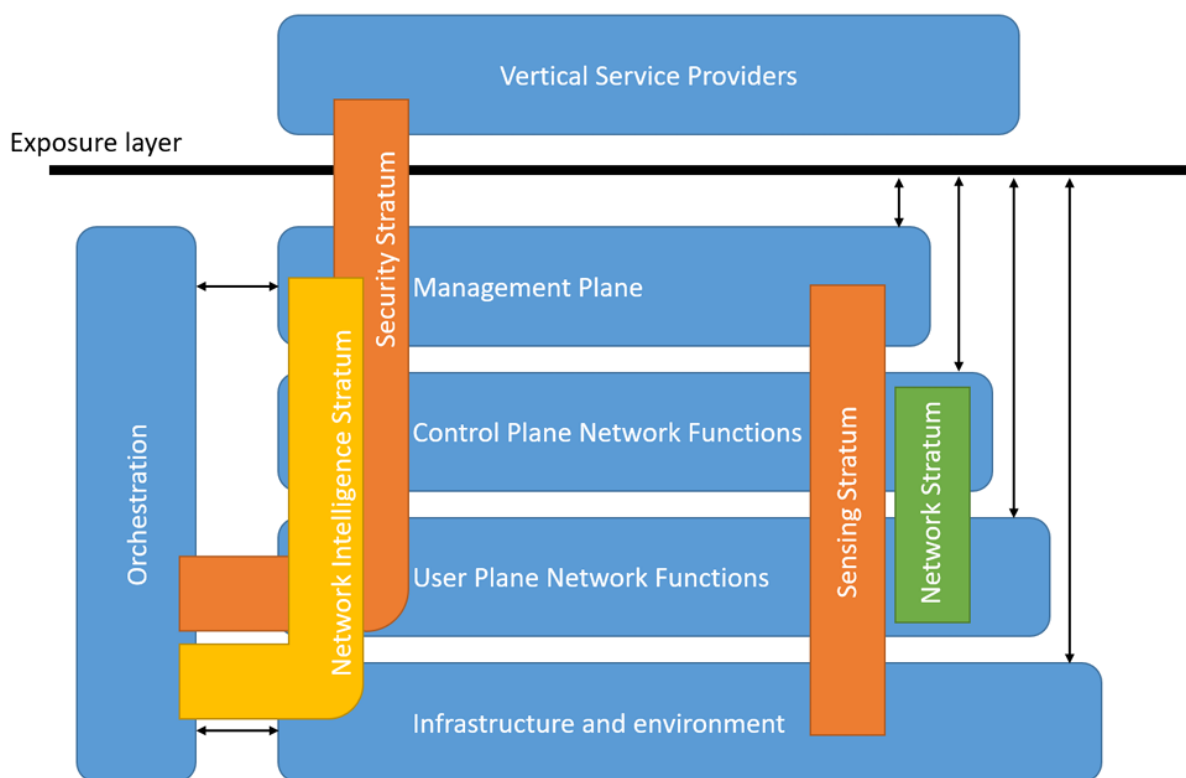 Vertical Service Providers
Exposure layer
Security Stratum
Management Plane
Network Intelligence Stratum
Control Plane Network Functions
Orchestration
Sensing Stratum
Network Stratum
User Plane Network Functions
Infrastructure and environment